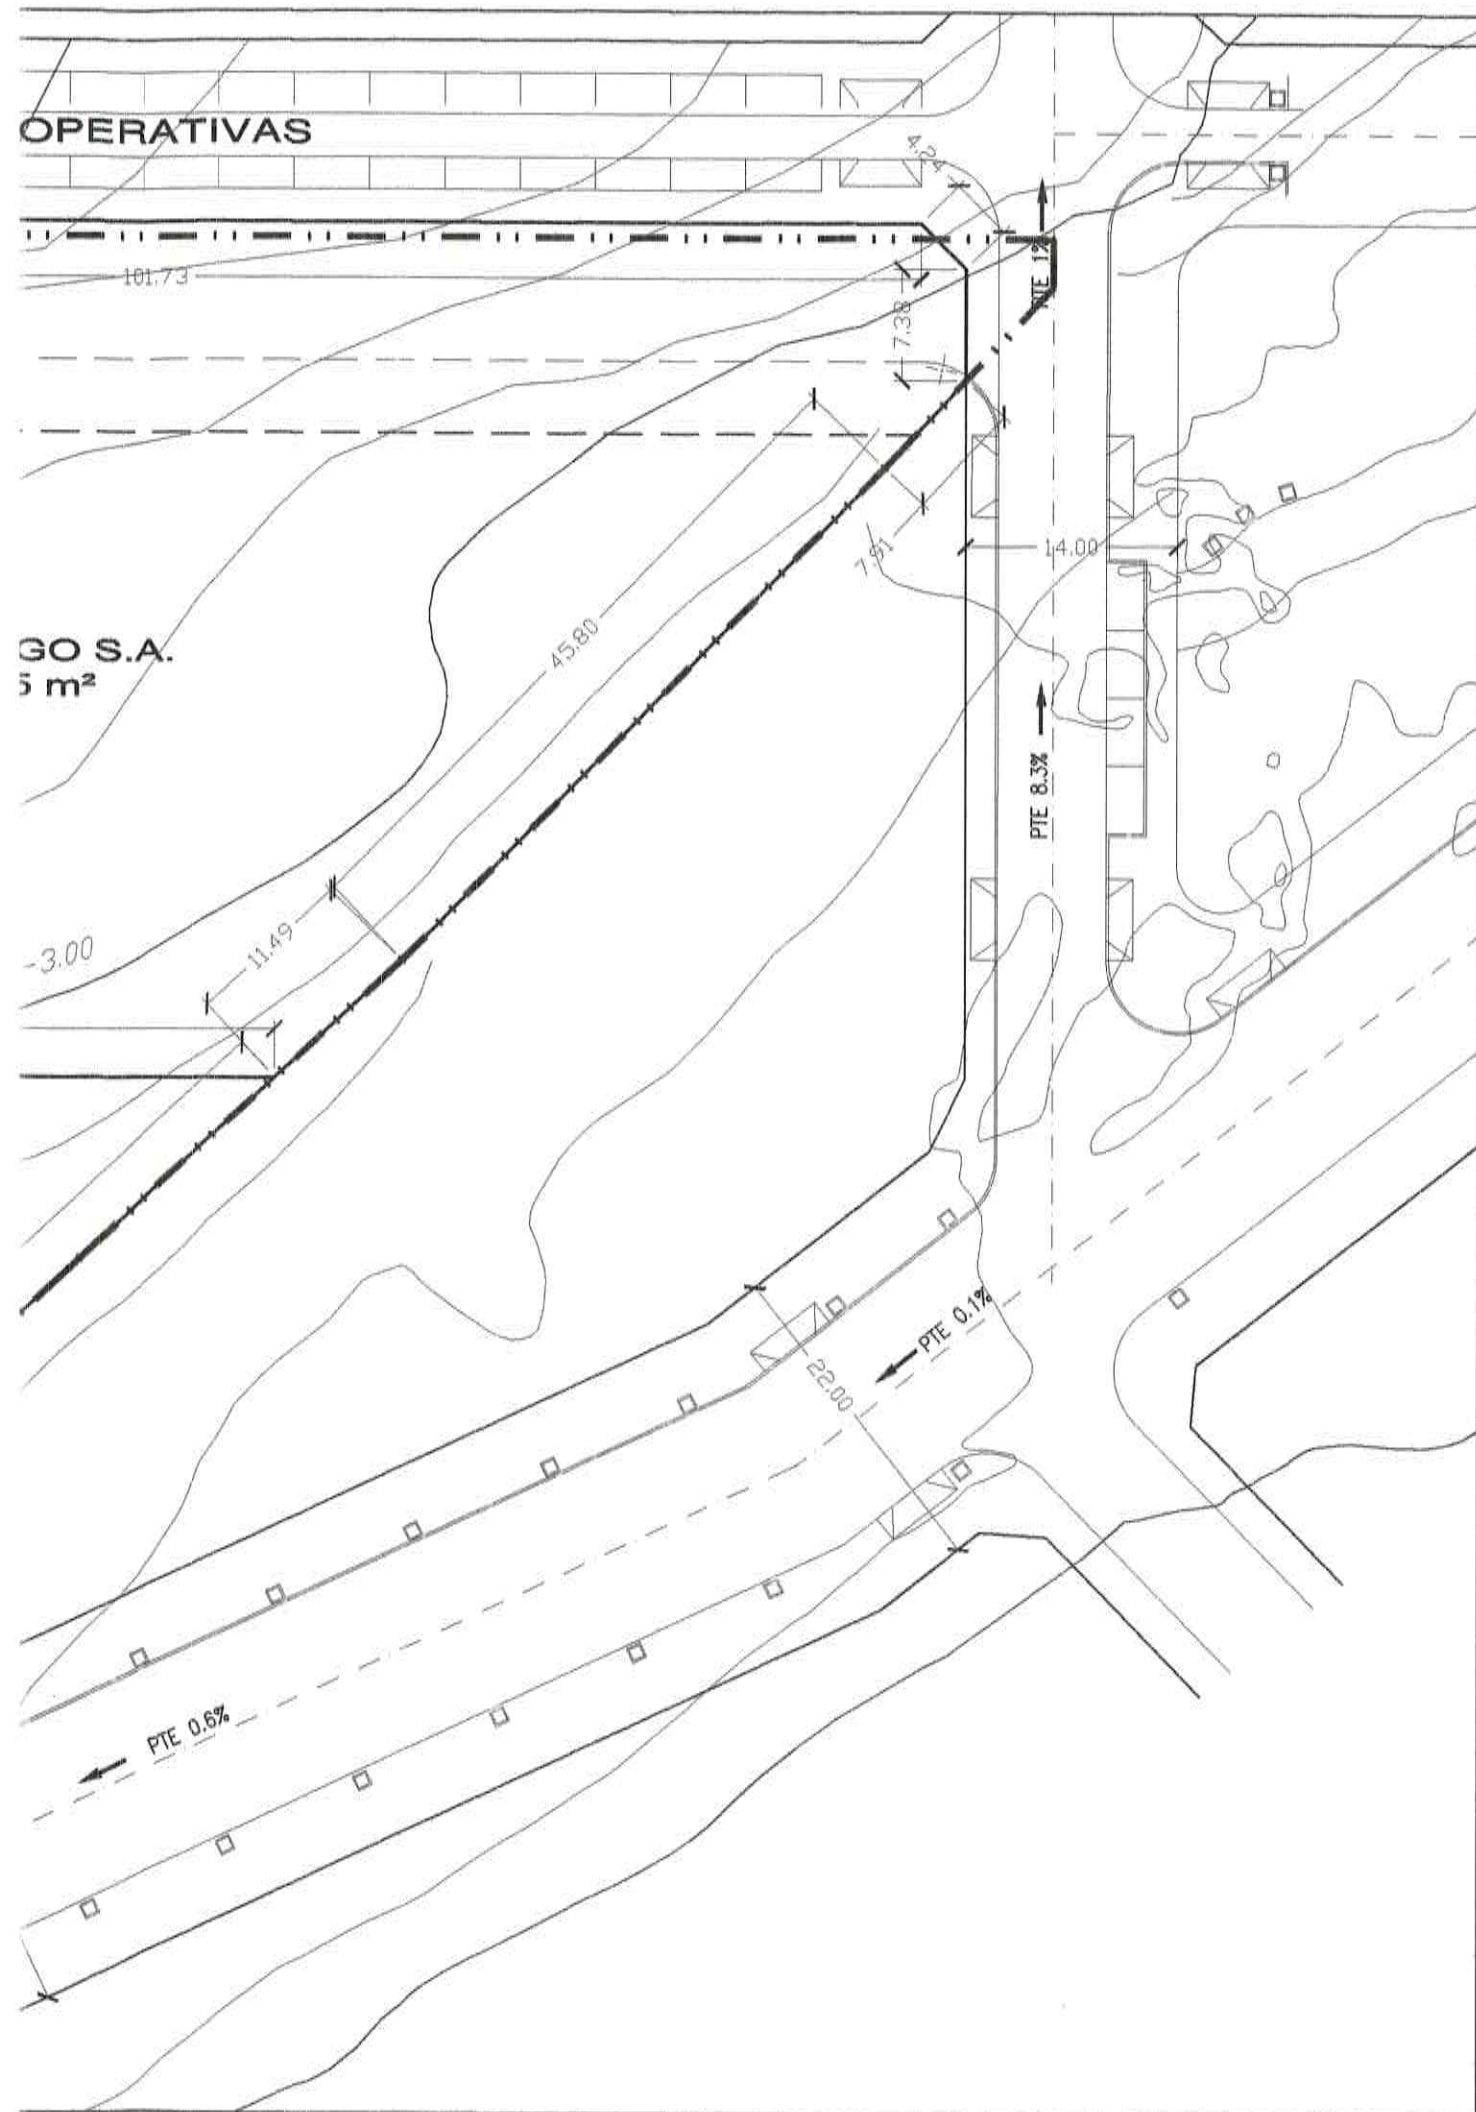 OPERATIVAS
4.24
101.73
PTE 1%
7.38
7.91
14.00
45.80
GO S.A.
5 m²
PTE 8.3%
11.49
-3.00
PTE 0.1%
22.00
PTE 0.6%